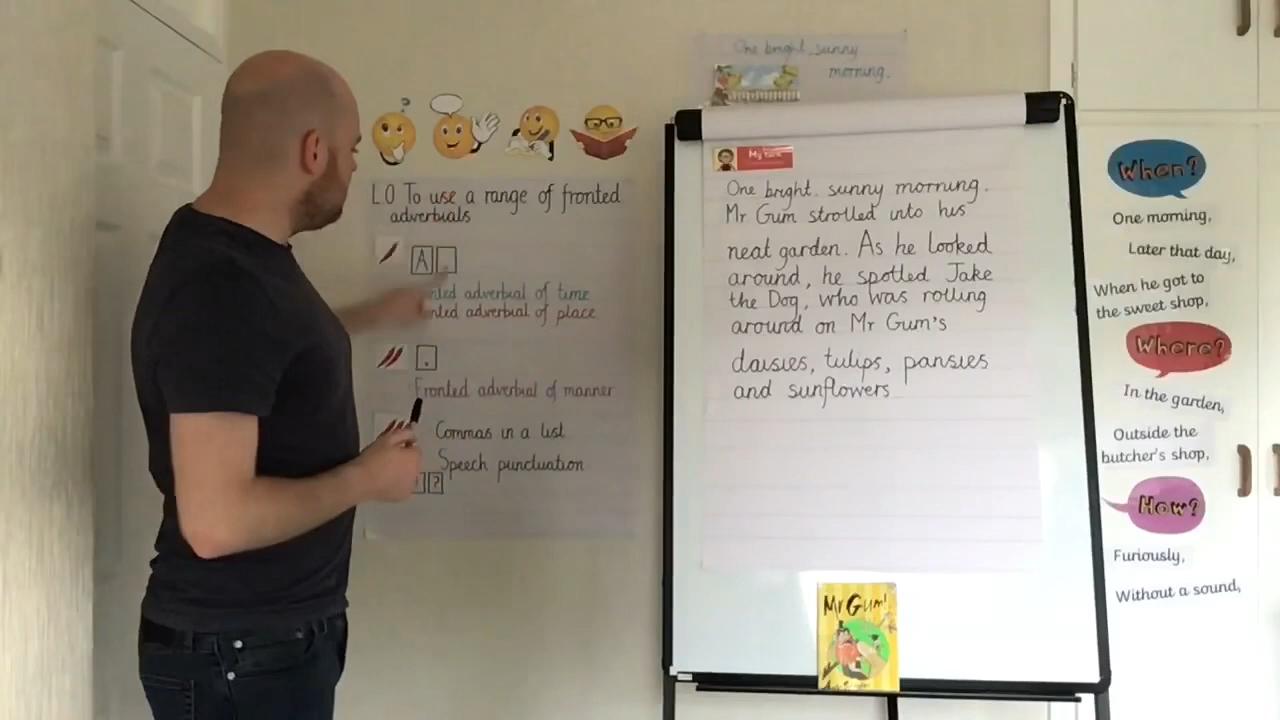 One bright, sunny
morning,
?
LO To use a range of fronted
adverbials
A
adverbial of time
adverbial of place
.
Fronted adverbial of manner
Commas in a list
Speech punctuation
?
My turn
One bright, sunny morning,
Mr Gum strolled into his
neat garden. As he looked
around, he spotted Jake
the Dog, who was rolling
around on Mr Gum's
daisies, tulips, pansies
and sunflowers
Mr Gum!
When?
One morning,
Later that day,
When he got to
the sweet shop,
Where?
In the garden,
Outside the
butcher's shop,
How?
Furiously,
Without a sound,